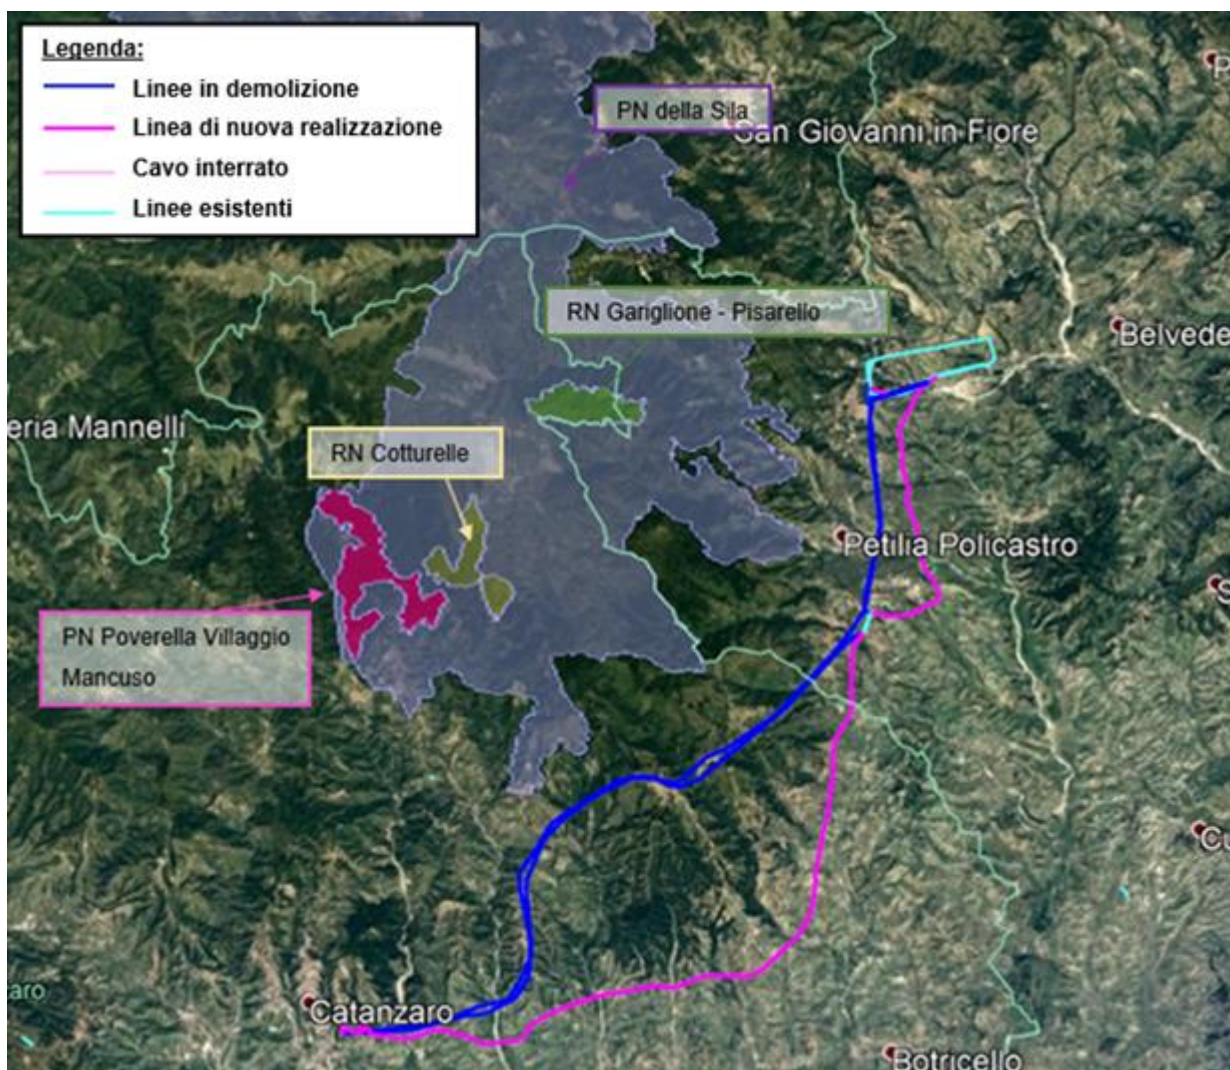 Legenda:
Linee in demolizione
Linea di nuova realizzazione
Cavo interrato
Linee esistenti
PN della Sila
San Giovanni in Fiore
P
RN Gariglione - Pisarello
Belvede
eria Mannelli
RN Cotturelle
Petilia Policastro
S
PN Poverella Villaggio
Mancuso
Cu
aro
Catanzaro
Botricello